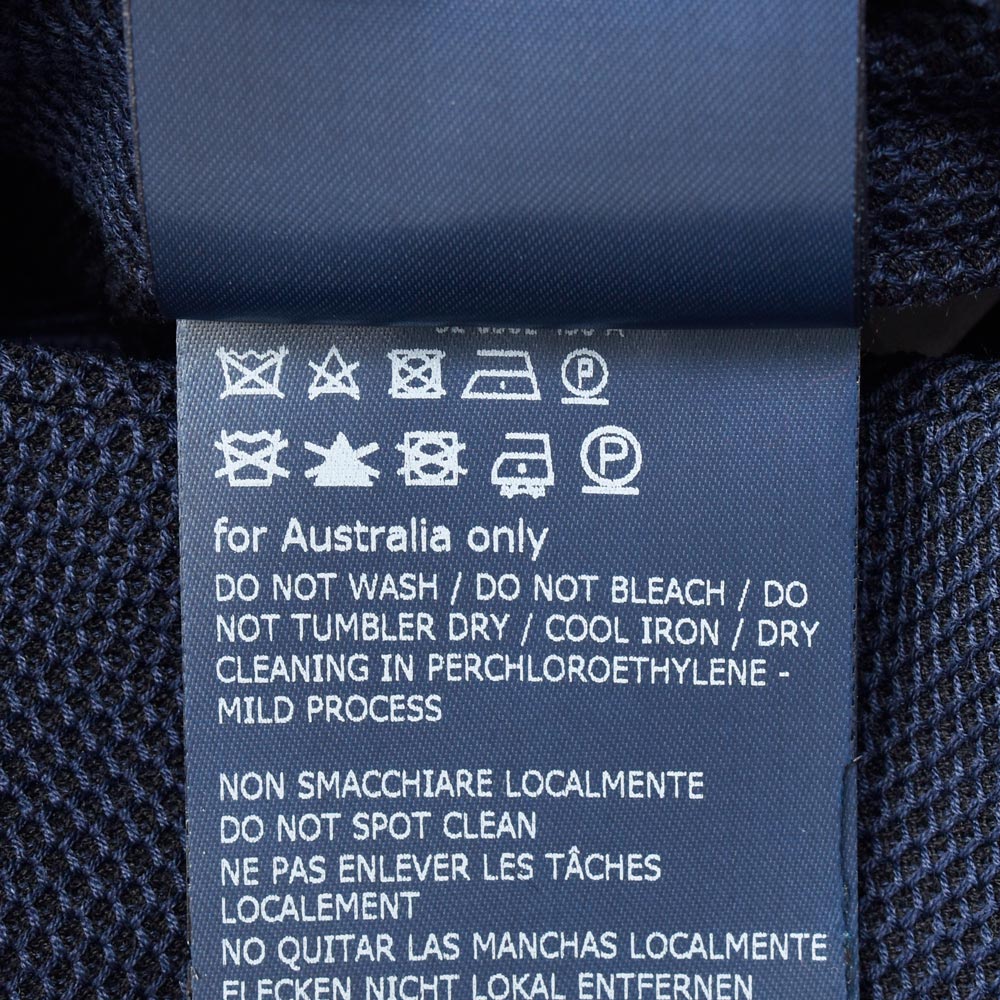 P
P
for Australia only
DO NOT WASH / DO NOT BLEACH / DO
NOT TUMBLER DRY / COOL IRON / DRY
CLEANING IN PERCHLOROETHYLENE -
MILD PROCESS
NON SMACCHIARE LOCALMENTE
DO NOT SPOT CLEAN
NE PAS ENLEVER LES TÂCHES
LOCALEMENT
NO QUITAR LAS MANCHAS LOCALMENTE
FLECKEN NICHT LOKAL ENTFERNEN